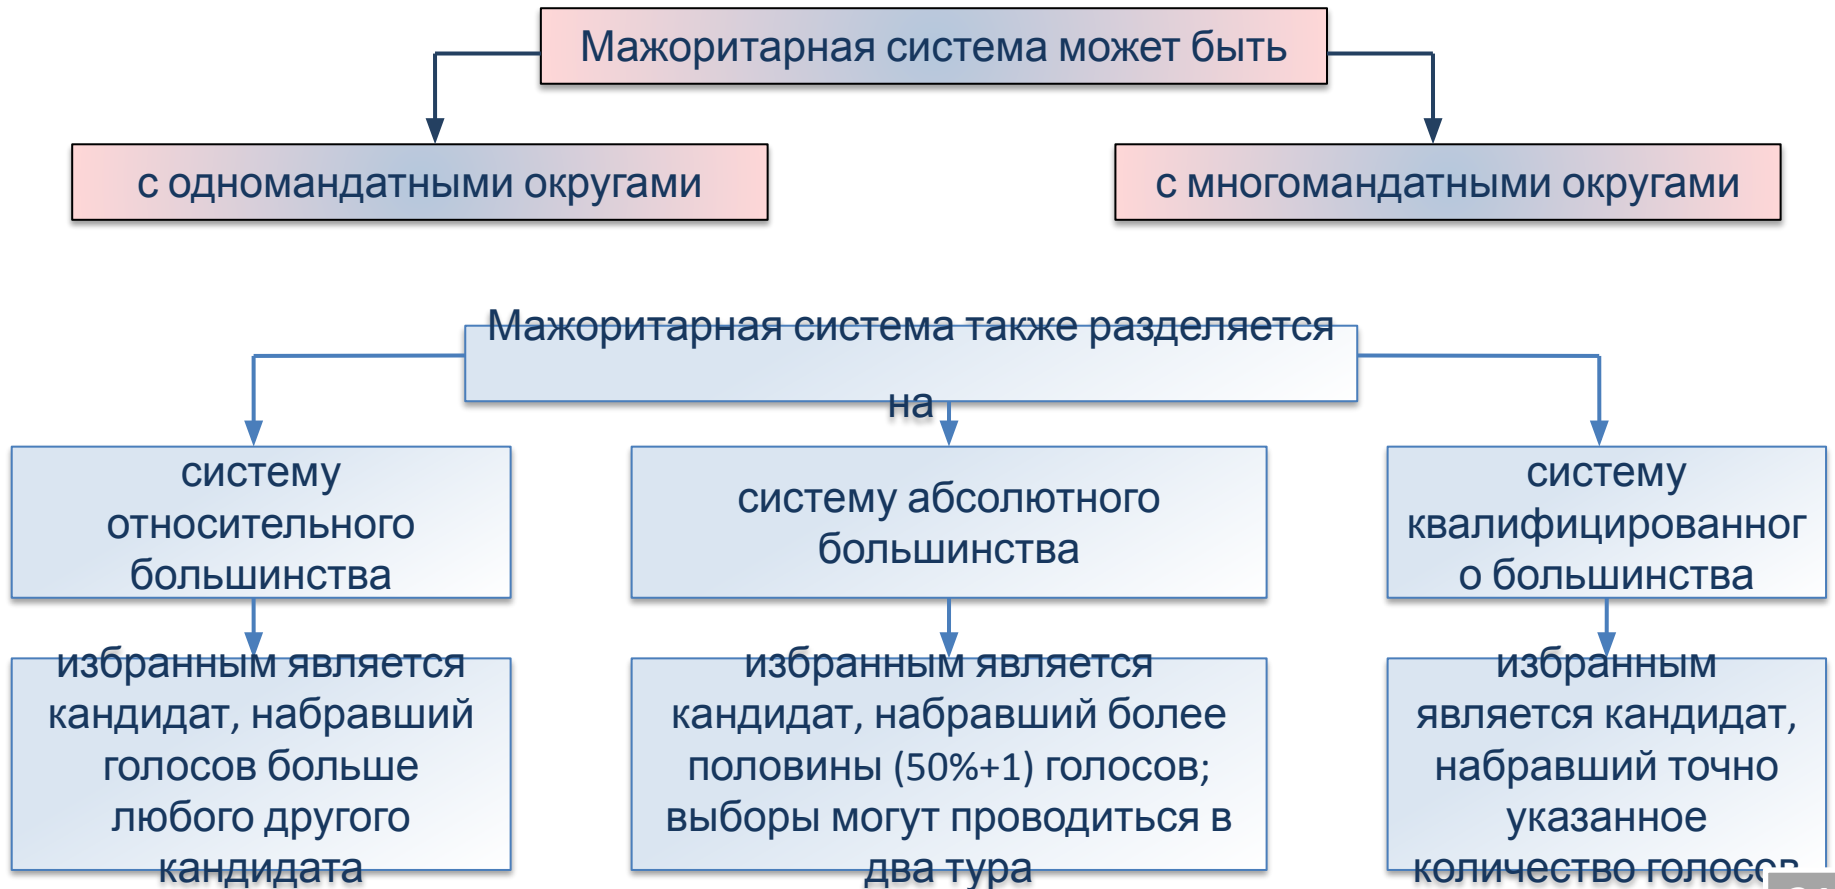 Мажоритарная система может быть
с одномандатными округами
с многомандатными округами
Мажоритарная система также разделяется
на
систему
относительного
большинства
систему абсолютного
большинства
систему
квалифицированног
о большинства
избранным является
кандидат, набравший
голосов больше
любого другого
кандидата
избранным является
кандидат, набравший более
половины (50%+1) голосов;
выборы могут проводиться в
два тура
избранным
является кандидат,
набравший точно
указанное
количество голосов